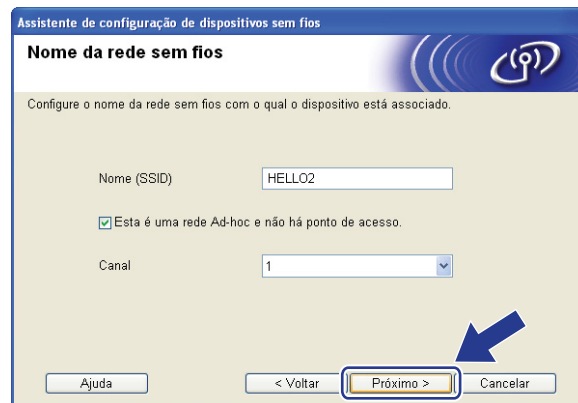 Assistente de configuração de dispositivos sem fios
Nome da rede sem fios
Configure o nome da rede sem fios com o qual o dispositivo está associado.
Nome (SSID) HELLO2
Esta é uma rede Ad-hoc e não há ponto de acesso.
Canal 1
Ajuda < Voltar Próximo > Cancelar